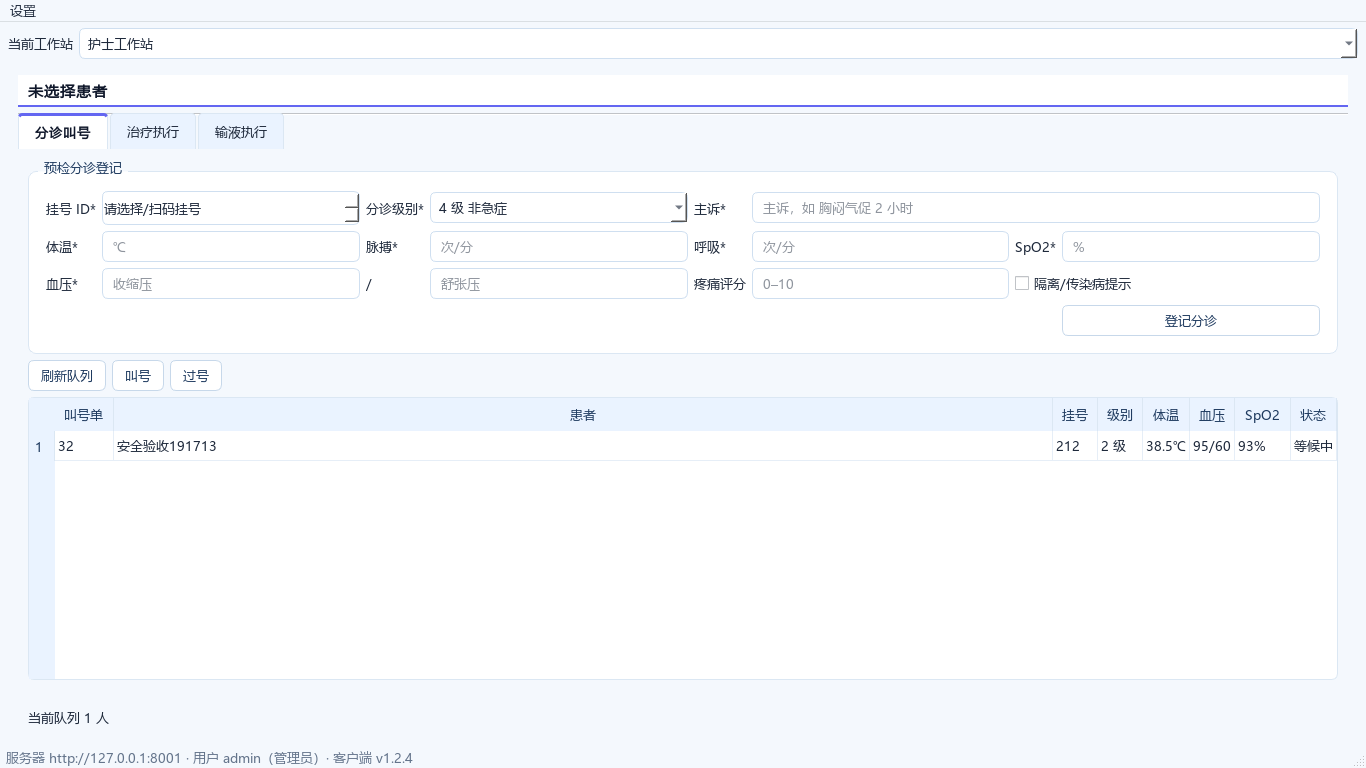 设置
当前工作站 护士工作站
未选择患者
分诊叫号 治疗执行 输液执行
预检分诊登记
挂号 ID* 请选择/扫码挂号 分诊级别* 4 级 非急症 主诉* 主诉，如 胸闷气促 2 小时
体温* ℃ 脉搏* 次/分 呼吸* 次/分 SpO2* %
血压* 收缩压 / 舒张压 疼痛评分 0–10 隔离/传染病提示
登记分诊
刷新队列 叫号 过号
叫号单 患者 挂号 级别 体温 血压 SpO2 状态
1 32 安全验收191713 212 2 级 38.5℃ 95/60 93% 等候中
当前队列 1 人
服务器 http://127.0.0.1:8001 · 用户 admin（管理员）· 客户端 v1.2.4